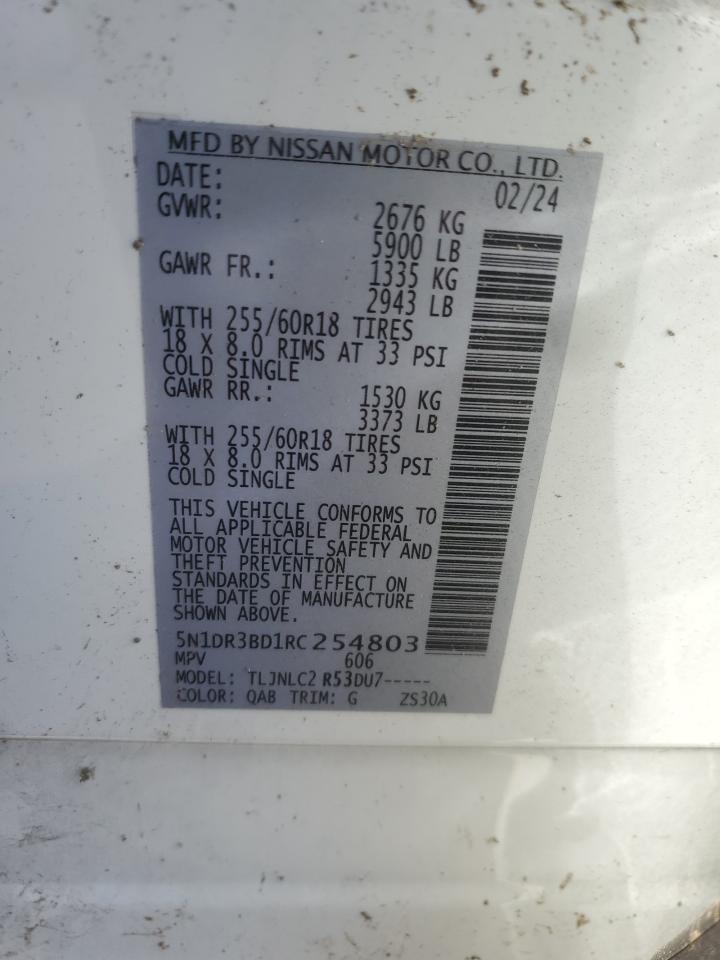 MFD BY NISSAN MOTOR CO., LTD.
DATE: 02/24
GVWR: 2676 KG
5900 LB
GAWR FR.: 1335 KG
2943 LB
WITH 255/60R18 TIRES
18 X 8.0 RIMS AT 33 PSI
COLD SINGLE
GAWR RR.: 1530 KG
3373 LB
WITH 255/60R18 TIRES
18 X 8.0 RIMS AT 33 PSI
COLD SINGLE
THIS VEHICLE CONFORMS TO
ALL APPLICABLE FEDERAL
MOTOR VEHICLE SAFETY AND
THEFT PREVENTION
STANDARDS IN EFFECT ON
THE DATE OF MANUFACTURE
SHOWN ABOVE.
5N1DR3BD1RC254803
MPV 606
MODEL: TLJNLC2 R53DU7-----
COLOR: QAB TRIM: G ZS30A